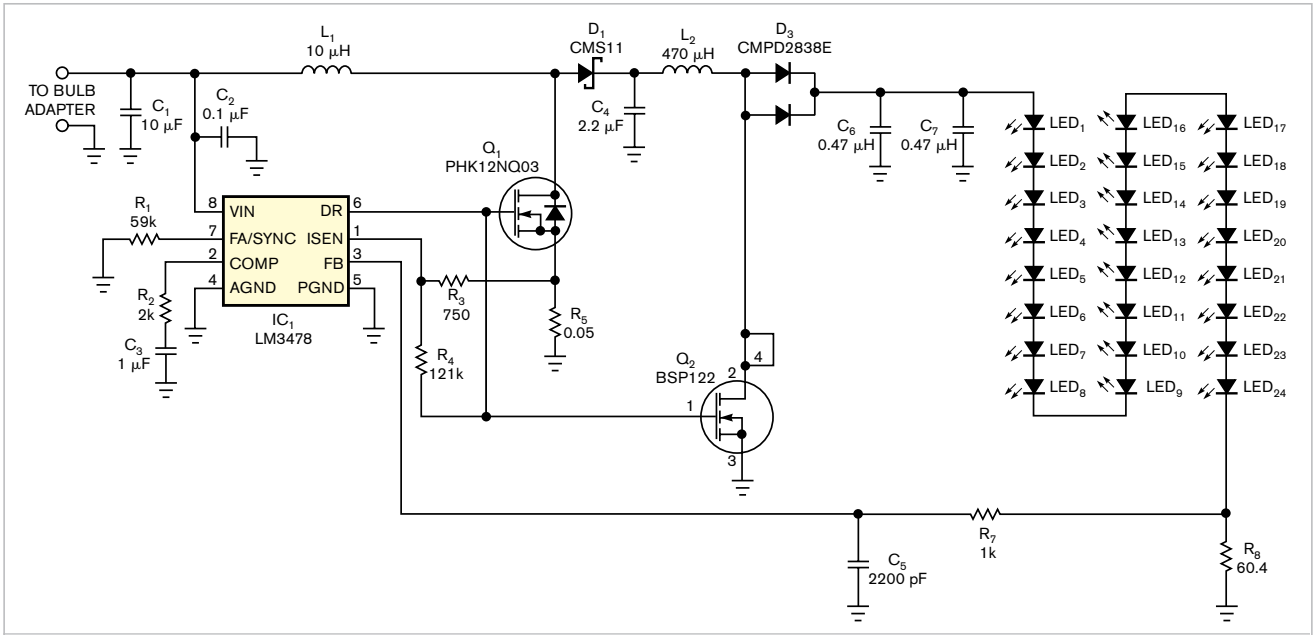 L1
10 µH
D1
CMS11
L2
470 µH
D3
CMPD2838E
TO BULB
ADAPTER
C1
10 µF
C2
0.1 µF
C4
2.2 µF
C6
0.47 µH
C7
0.47 µH
Q1
PHK12NQ03
R1
59k
8 VIN DR 6
7 FA/SYNC ISEN 1
2 COMP FB 3
4 AGND PGND 5
IC1
LM3478
R2
2k
C3
1 µF
R3
750
R4
121k
R5
0.05
Q2
BSP122
4
2
1
3
LED1 LED16 LED17
LED2 LED15 LED18
LED3 LED14 LED19
LED4 LED13 LED20
LED5 LED12 LED21
LED6 LED11 LED22
LED7 LED10 LED23
LED8 LED9 LED24
R7
1k
C5
2200 pF
R8
60.4